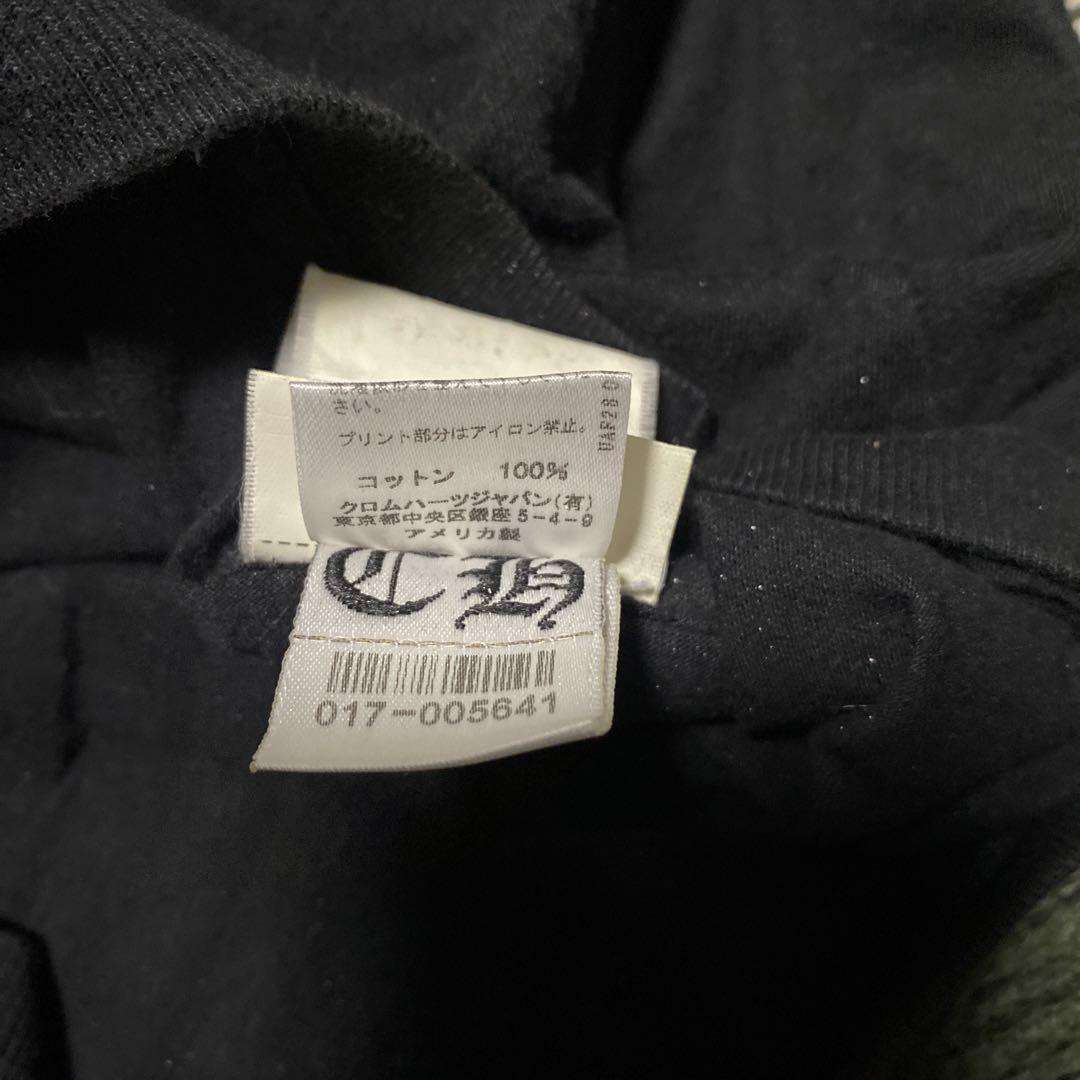 さい。
プリント部分はアイロン禁止。
コットン 100%
クロムハーツジャパン(有)
東京都中央区銀座5-4-9
アメリカ製
CH
017-005641